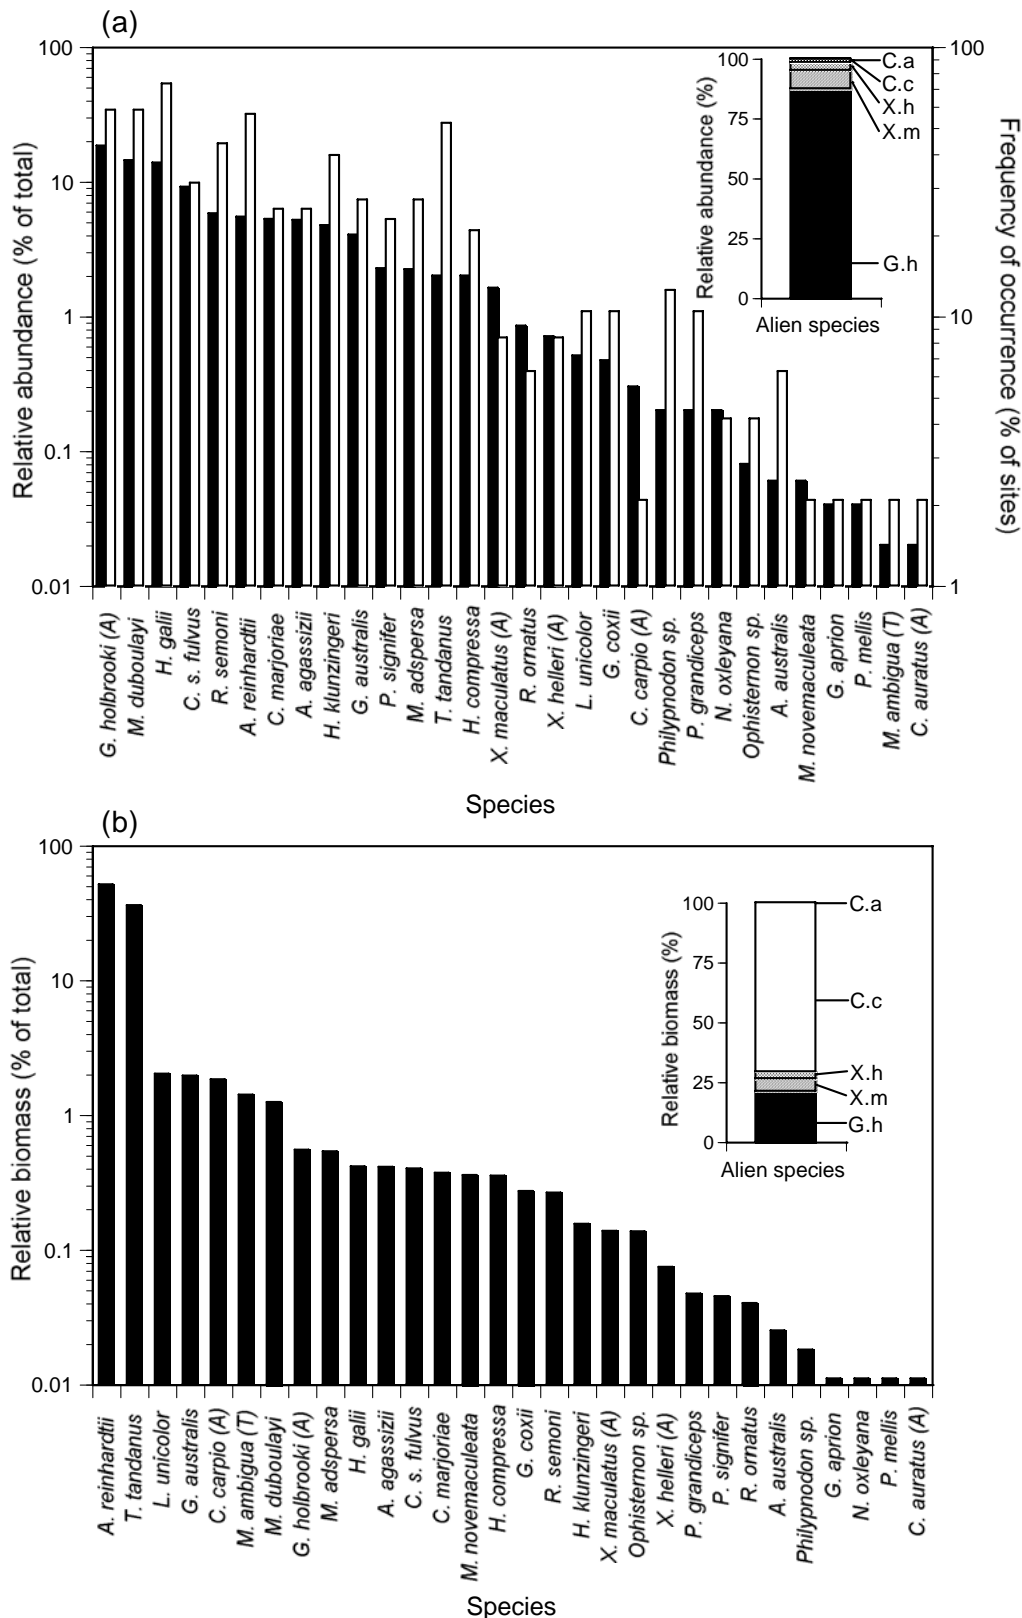 (a)
100
10
1
0.1
0.01
Relative abundance (% of total)
100
10
1
Frequency of occurrence (% of sites)
100
75
50
25
0
Relative abundance (%)
C.a
C.c
X.h
X.m
G.h
Alien species
G. holbrooki (A)
M. duboulayi
H. galii
C. s. fulvus
R. semoni
A. reinhardtii
C. marjoriae
A. agassizii
H. klunzingeri
G. australis
P. signifer
M. adspersa
T. tandanus
H. compressa
X. maculatus (A)
R. ornatus
X. helleri (A)
L. unicolor
G. coxii
C. carpio (A)
Philypnodon sp.
P. grandiceps
N. oxleyana
Ophisternon sp.
A. australis
M. novemaculeata
G. aprion
P. mellis
M. ambigua (T)
C. auratus (A)
Species
(b)
100
10
1
0.1
0.01
Relative biomass (% of total)
100
75
50
25
0
Relative biomass (%)
C.a
C.c
X.h
X.m
G.h
Alien species
A. reinhardtii
T. tandanus
L. unicolor
G. australis
C. carpio (A)
M. ambigua (T)
M. duboulayi
G. holbrooki (A)
M. adspersa
H. galii
A. agassizii
C. s. fulvus
C. marjoriae
M. novemaculeata
H. compressa
G. coxii
R. semoni
H. klunzingeri
X. maculatus (A)
Ophisternon sp.
X. helleri (A)
P. grandiceps
P. signifer
R. ornatus
A. australis
Philypnodon sp.
G. aprion
N. oxleyana
P. mellis
C. auratus (A)
Species